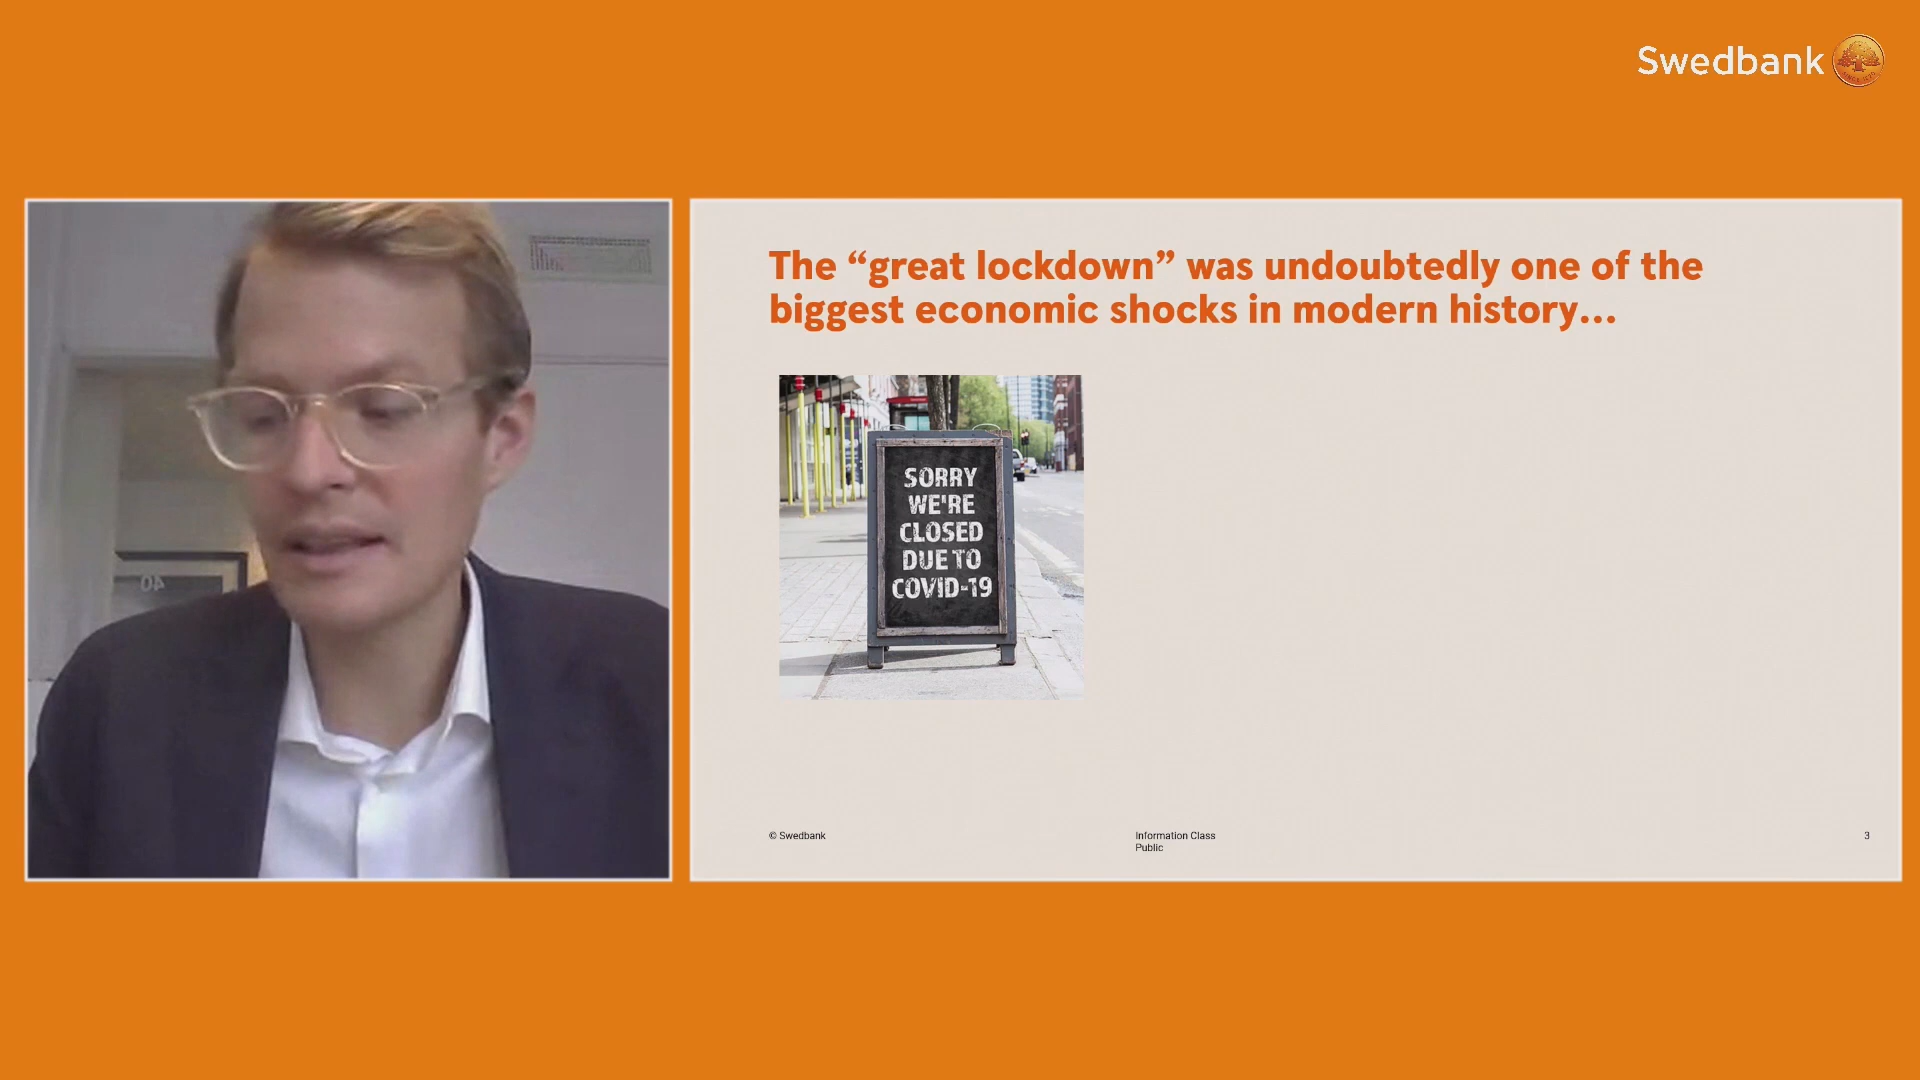 Swedbank
The “great lockdown” was undoubtedly one of the
biggest economic shocks in modern history...
SORRY
WE'RE
CLOSED
DUE TO
COVID-19
40
© Swedbank
Information Class
Public
3